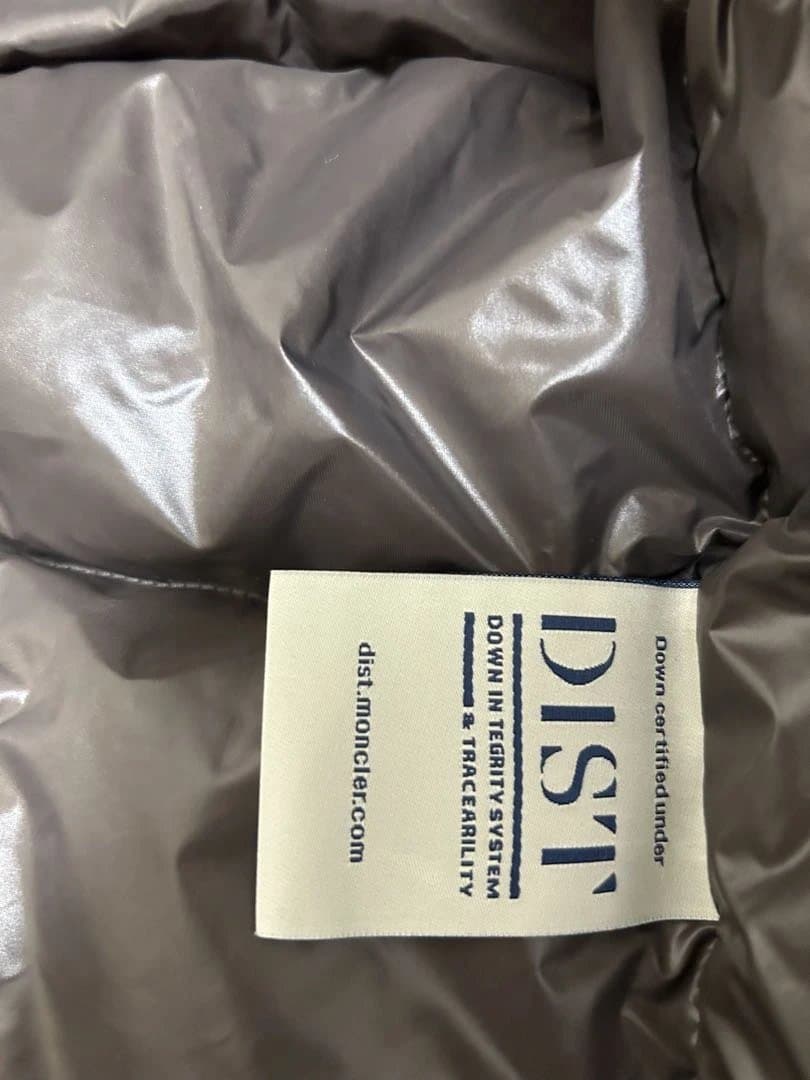 Down certified under
DIST
DOWN IN TEGRITY SYSTEM
& TRACEARILITY
dist.moncler.com